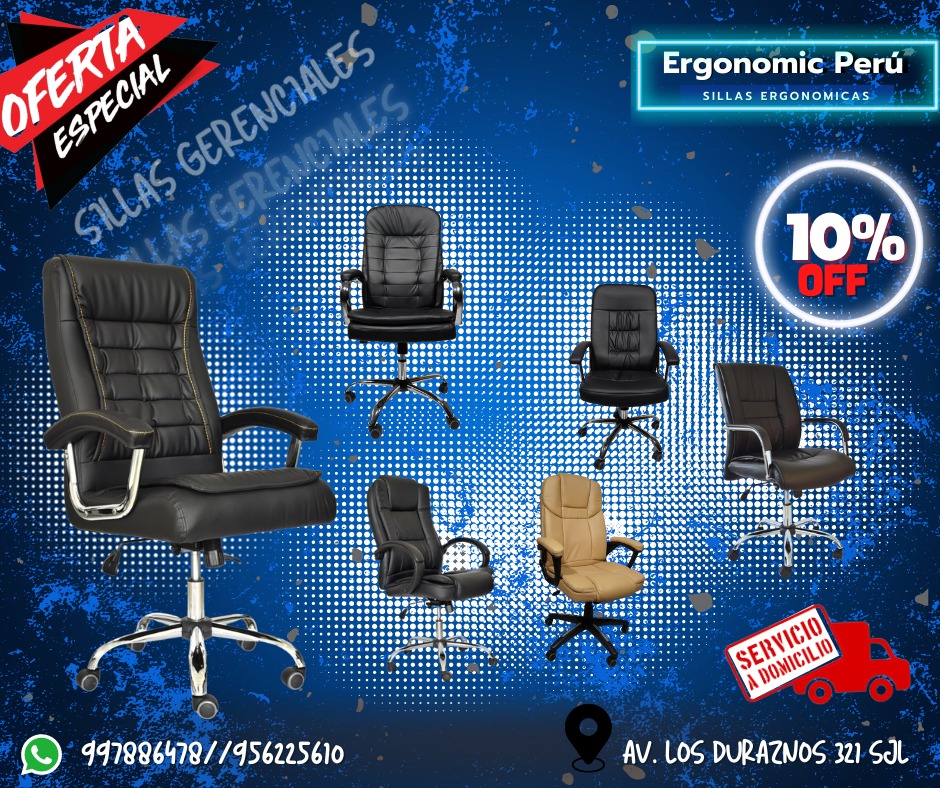 OFERTA
ESPECIAL
SILLAS GERENCIALES
SILLAS GERENCIALES
Ergonomic Perú
SILLAS ERGONOMICAS
10%
OFF
SERVICIO
A DOMICILIO
997886478//956225610
AV. LOS DURAZNOS 321 SJL